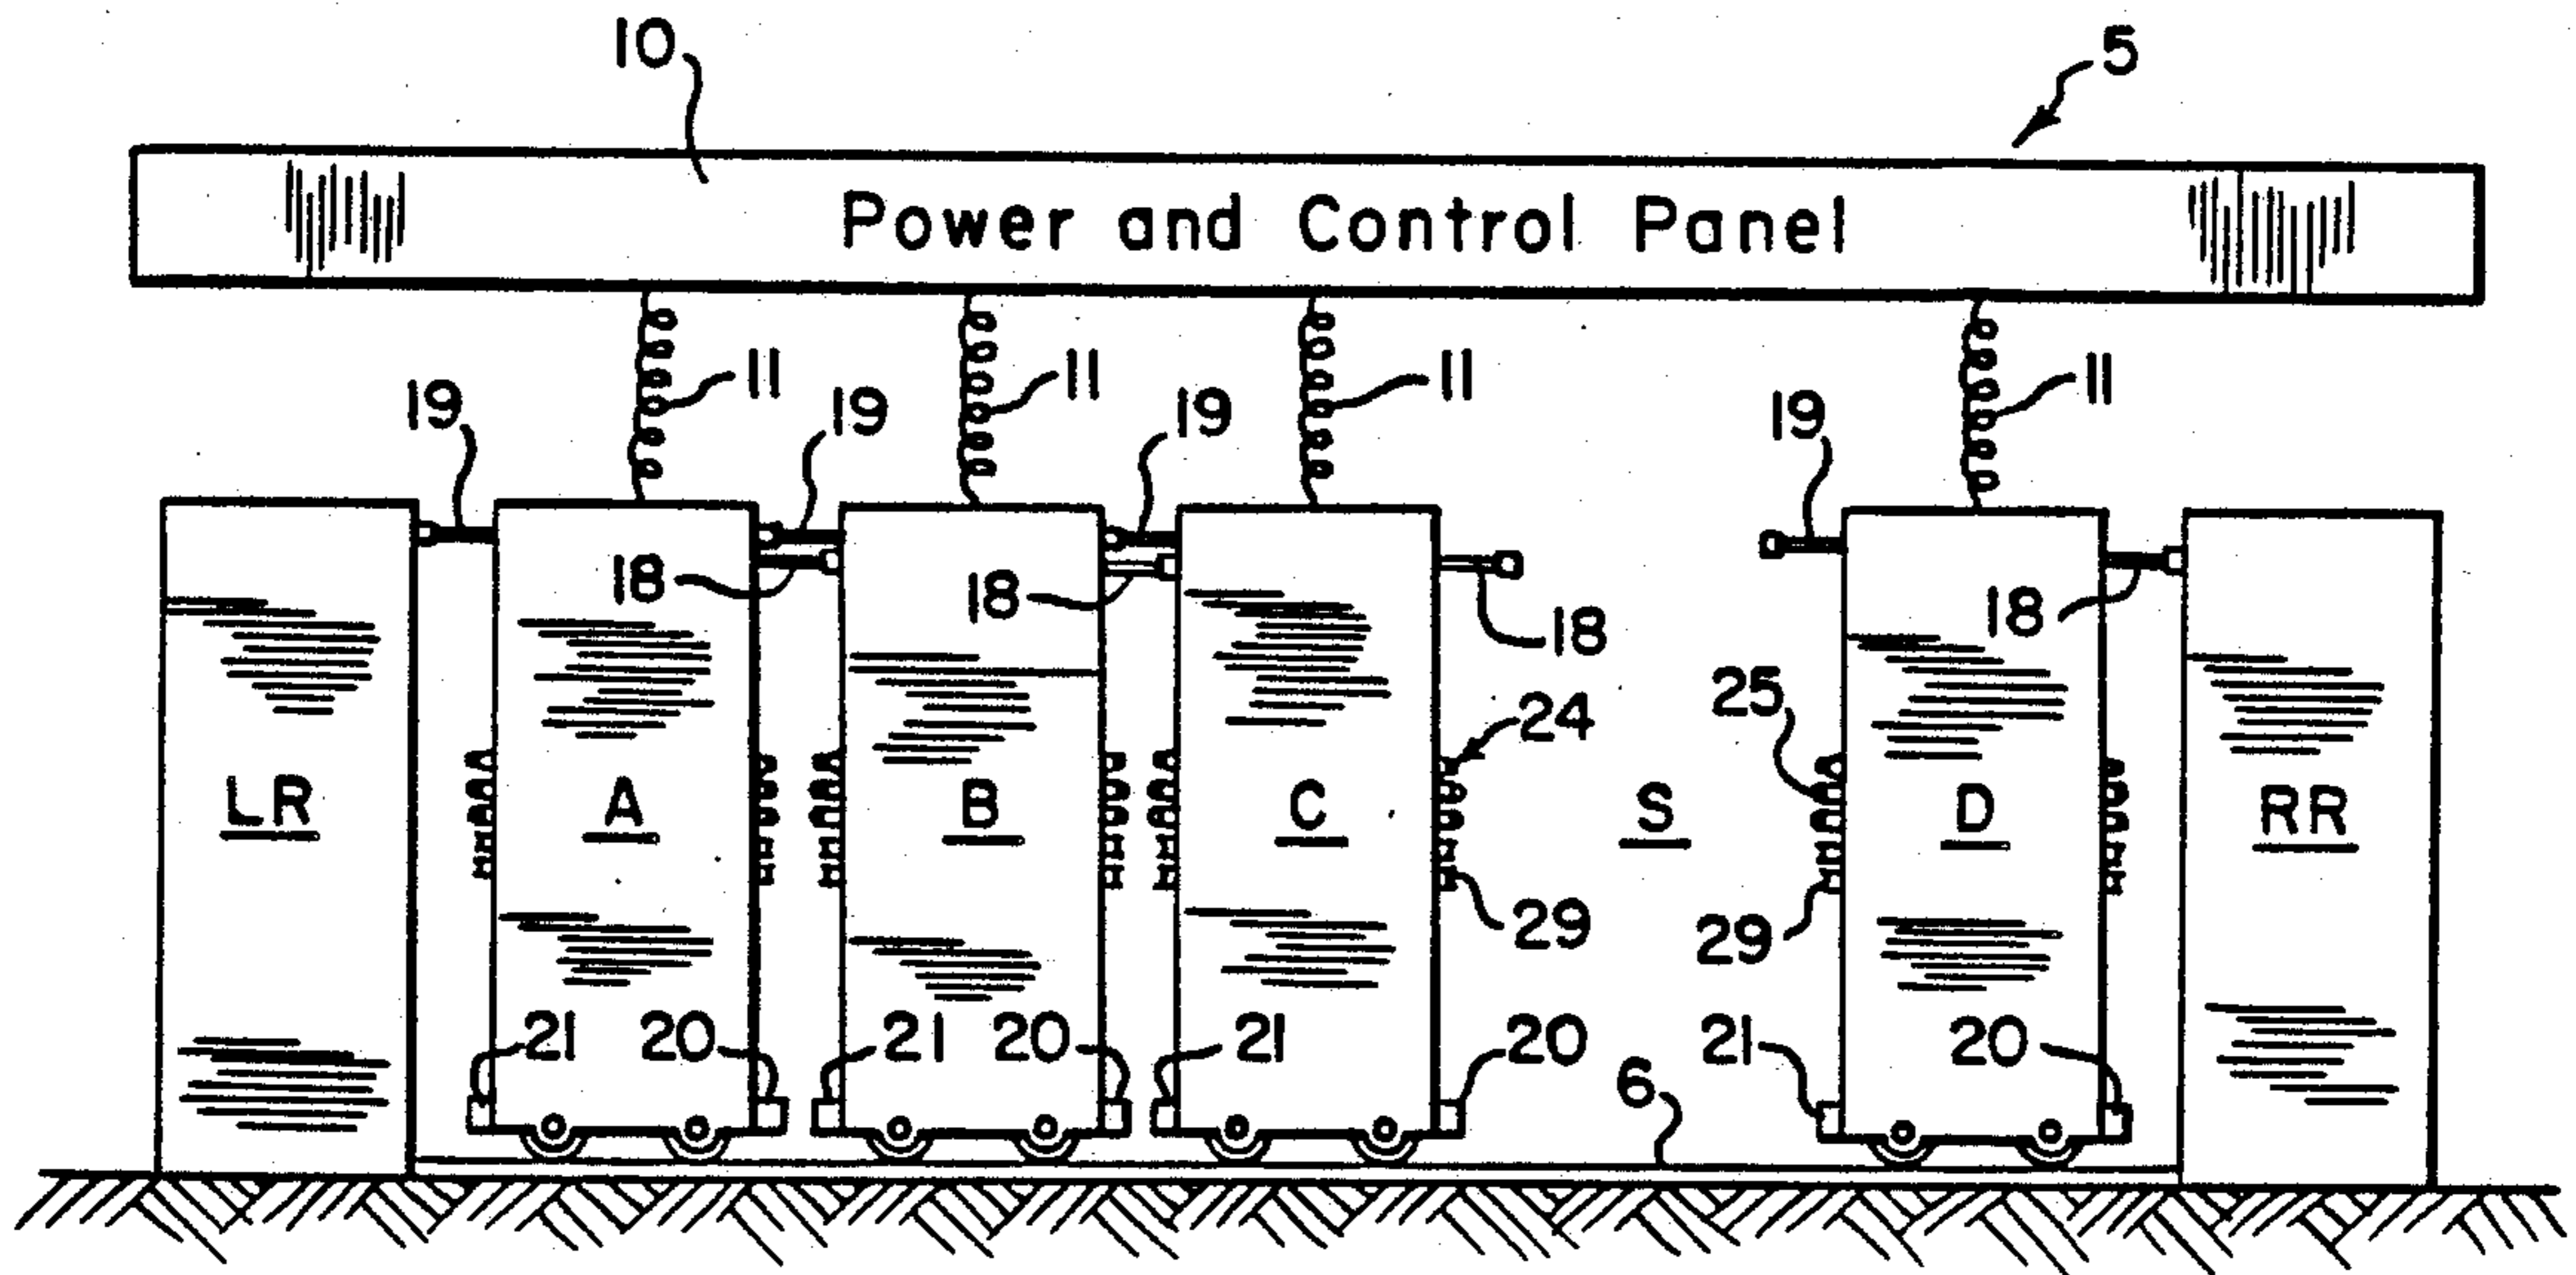 10
5
Power and Control Panel
11 11 11 11
19 19 19 19
18 18 18 18
24
25
LR A B C S D RR
29 29
21 20 21 20 21 20 21 20
6